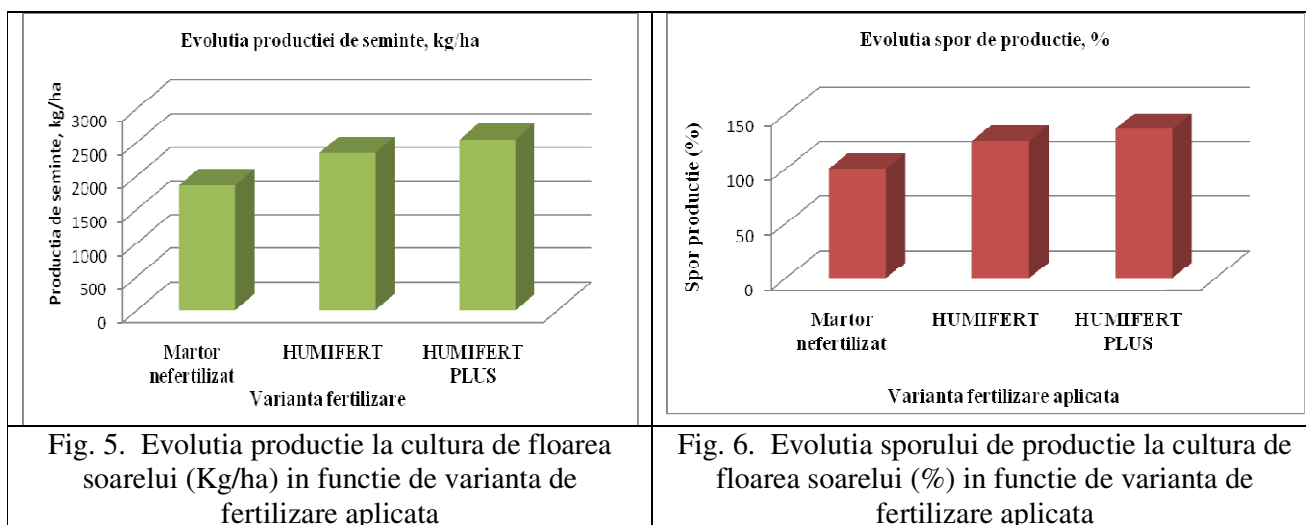 Evolutia productiei de seminte, kg/ha
Productia de seminte, kg/ha
3000
2500
2000
1500
1000
500
0
Martor
nefertilizat
HUMIFERT
HUMIFERT
PLUS
Varianta fertilizare
Evolutia spor de productie, %
Spor productie (%)
150
100
50
0
Martor
nefertilizat
HUMIFERT
HUMIFERT
PLUS
Varianta fertilizare aplicata
Fig. 5. Evolutia productie la cultura de floarea
soarelui (Kg/ha) in functie de varianta de
fertilizare aplicata
Fig. 6. Evolutia sporului de productie la cultura de
floarea soarelui (%) in functie de varianta de
fertilizare aplicata